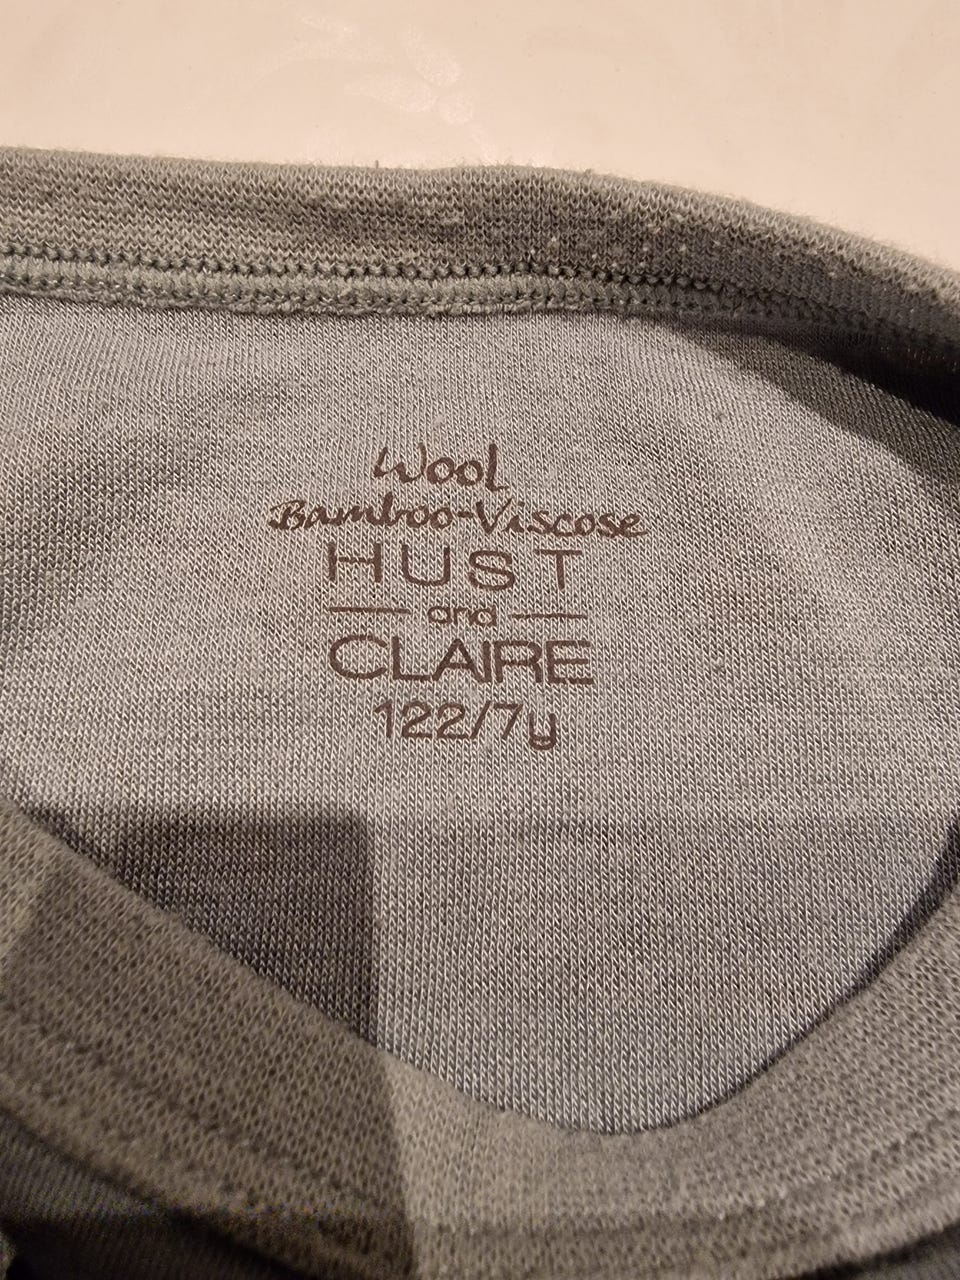 Wool
Bamboo-Viscose
HUST
and
CLAIRE
122/7y